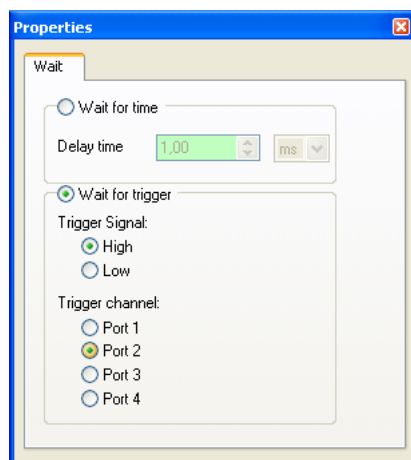 Properties
Wait
Wait for time
Delay time 1,00 ms
Wait for trigger
Trigger Signal:
High
Low
Trigger channel:
Port 1
Port 2
Port 3
Port 4